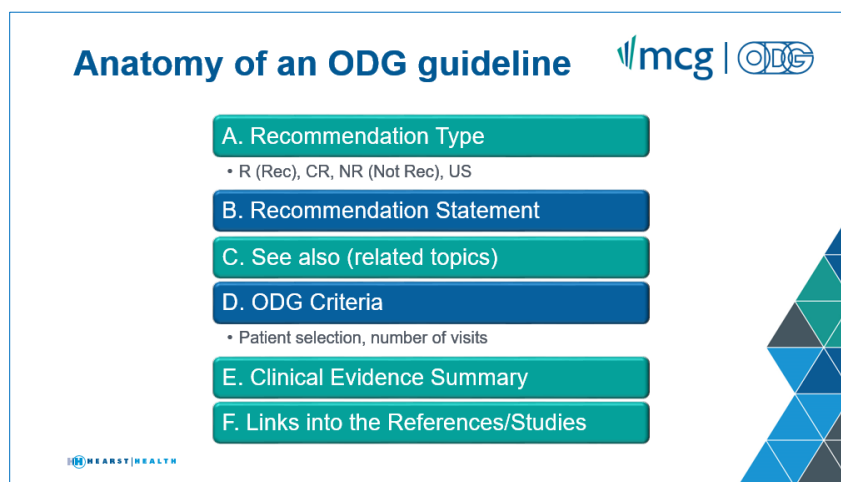 Anatomy of an ODG guideline
mcg | ODG
A. Recommendation Type
• R (Rec), CR, NR (Not Rec), US
B. Recommendation Statement
C. See also (related topics)
D. ODG Criteria
• Patient selection, number of visits
E. Clinical Evidence Summary
F. Links into the References/Studies
HH HEARST|HEALTH